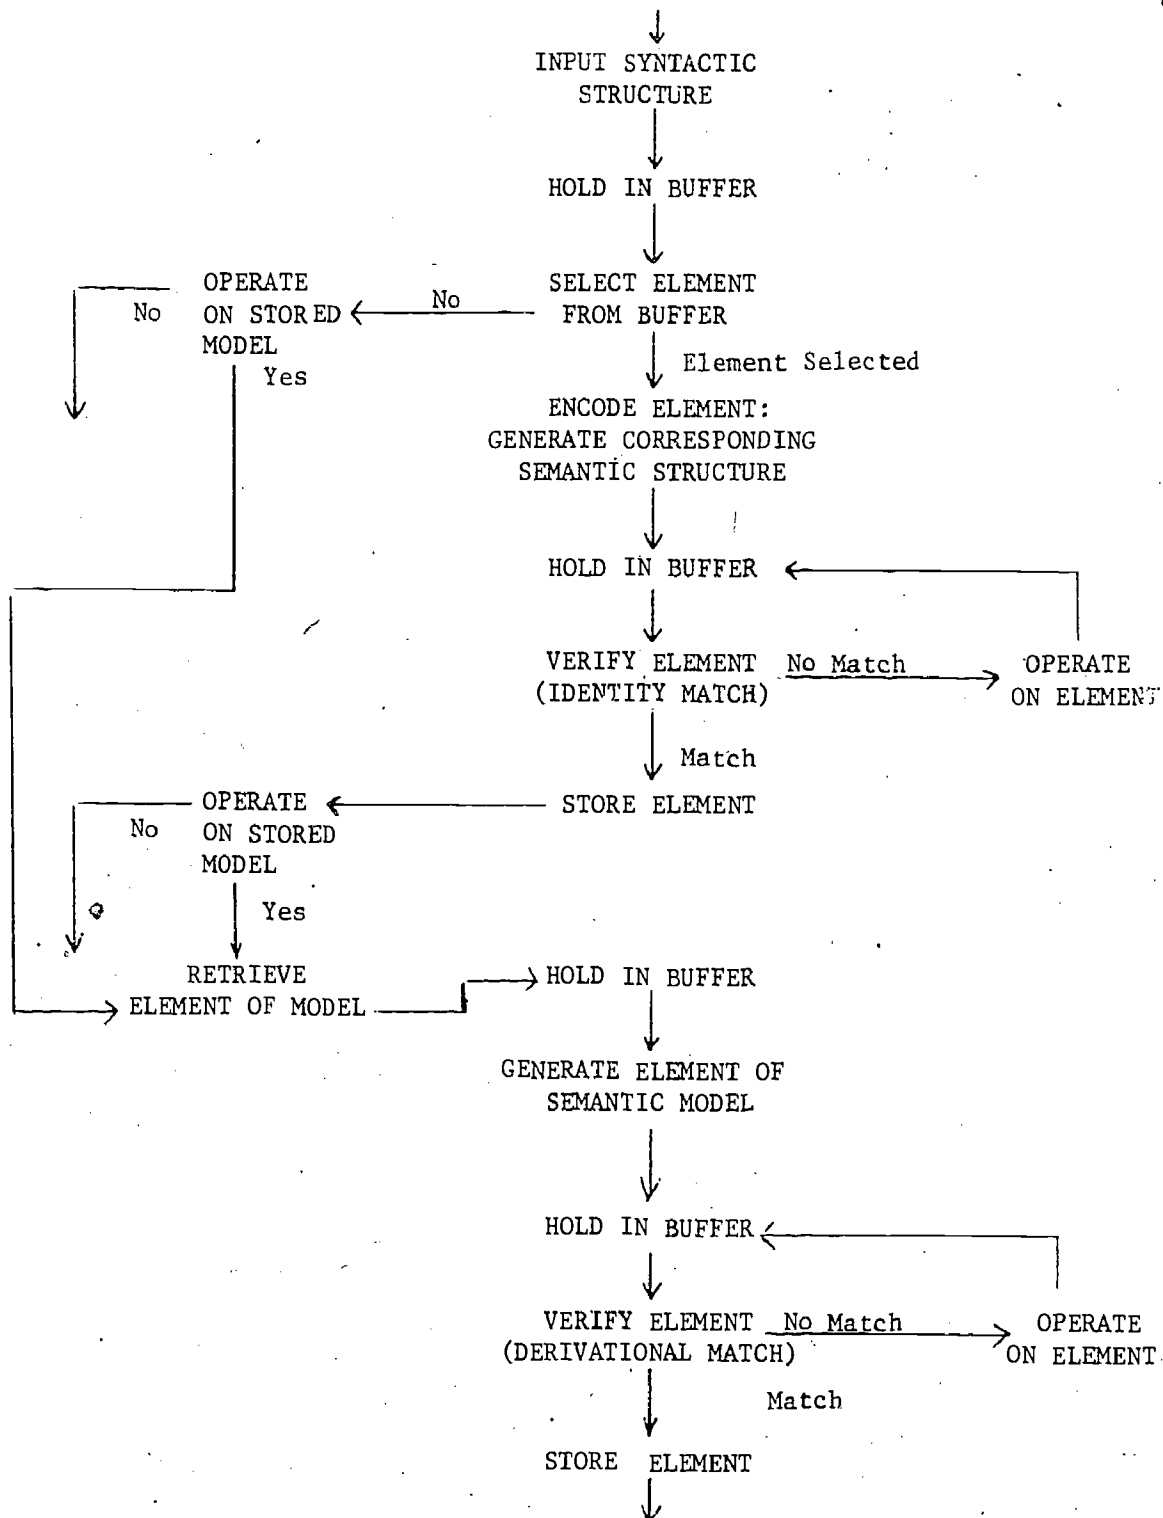 INPUT SYNTACTIC
STRUCTURE
HOLD IN BUFFER
OPERATE
ON STORED
MODEL
No
No
SELECT ELEMENT
FROM BUFFER
Yes
Element Selected
ENCODE ELEMENT:
GENERATE CORRESPONDING
SEMANTIC STRUCTURE
HOLD IN BUFFER
VERIFY ELEMENT
(IDENTITY MATCH)
No Match
OPERATE
ON ELEMENT
Match
STORE ELEMENT
OPERATE
ON STORED
MODEL
No
Yes
RETRIEVE
ELEMENT OF MODEL
HOLD IN BUFFER
GENERATE ELEMENT OF
SEMANTIC MODEL
HOLD IN BUFFER
VERIFY ELEMENT
(DERIVATIONAL MATCH)
No Match
OPERATE
ON ELEMENT
Match
STORE ELEMENT